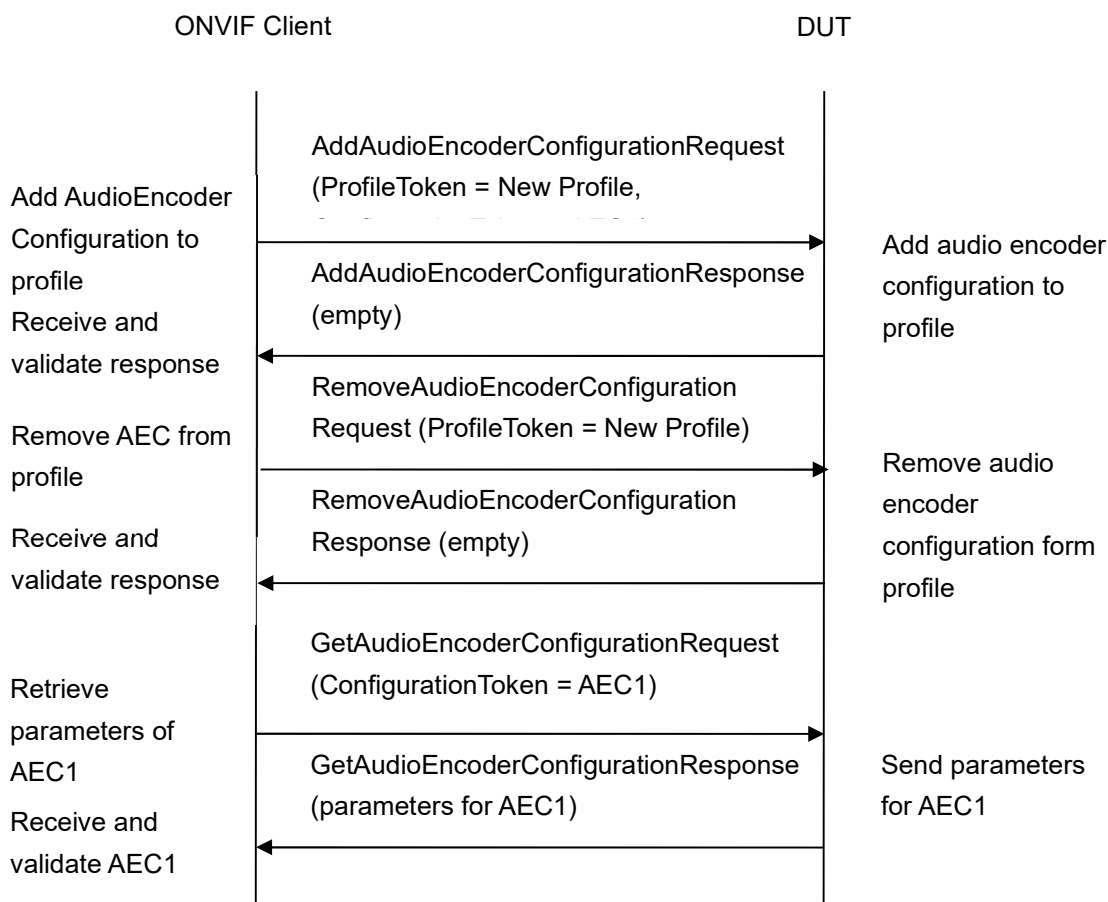 ONVIF Client
DUT
AddAudioEncoderConfigurationRequest
(ProfileToken = New Profile,
Add AudioEncoder
Configuration to
profile
Add audio encoder
configuration to
profile
AddAudioEncoderConfigurationResponse
(empty)
Receive and
validate response
RemoveAudioEncoderConfiguration
Request (ProfileToken = New Profile)
Remove AEC from
profile
Remove audio
encoder
configuration form
profile
RemoveAudioEncoderConfiguration
Response (empty)
Receive and
validate response
GetAudioEncoderConfigurationRequest
(ConfigurationToken = AEC1)
Retrieve
parameters of
AEC1
GetAudioEncoderConfigurationResponse
(parameters for AEC1)
Send parameters
for AEC1
Receive and
validate AEC1